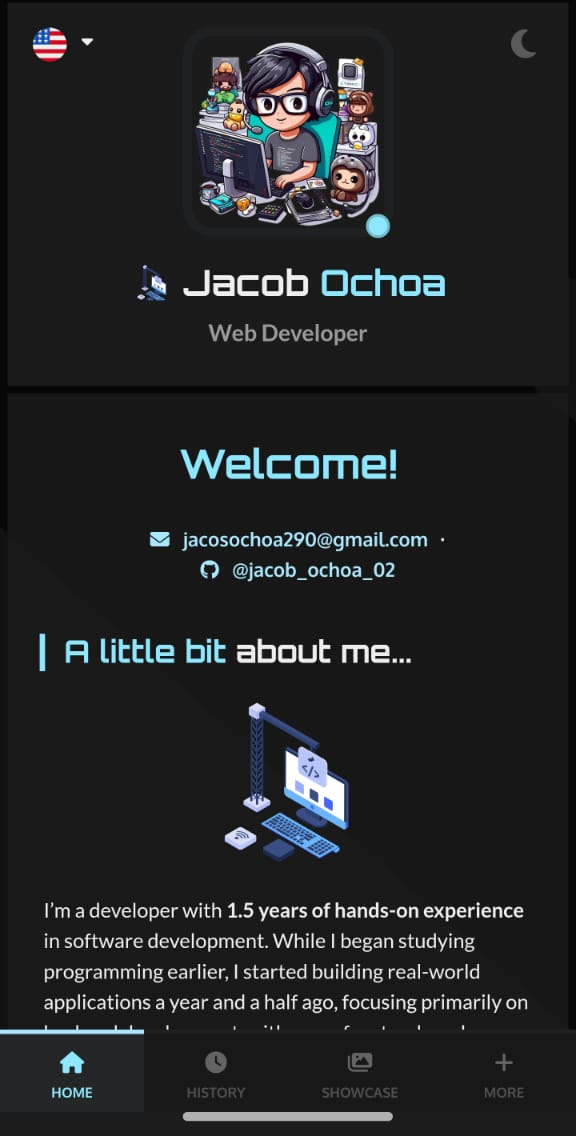 Jacob Ochoa
Web Developer
Welcome!
jacosochoa290@gmail.com ·
@jacob_ochoa_02
A little bit about me...
</>
I'm a developer with 1.5 years of hands-on experience
in software development. While I began studying
programming earlier, I started building real-world
applications a year and a half ago, focusing primarily on
HOME
HISTORY
SHOWCASE
MORE